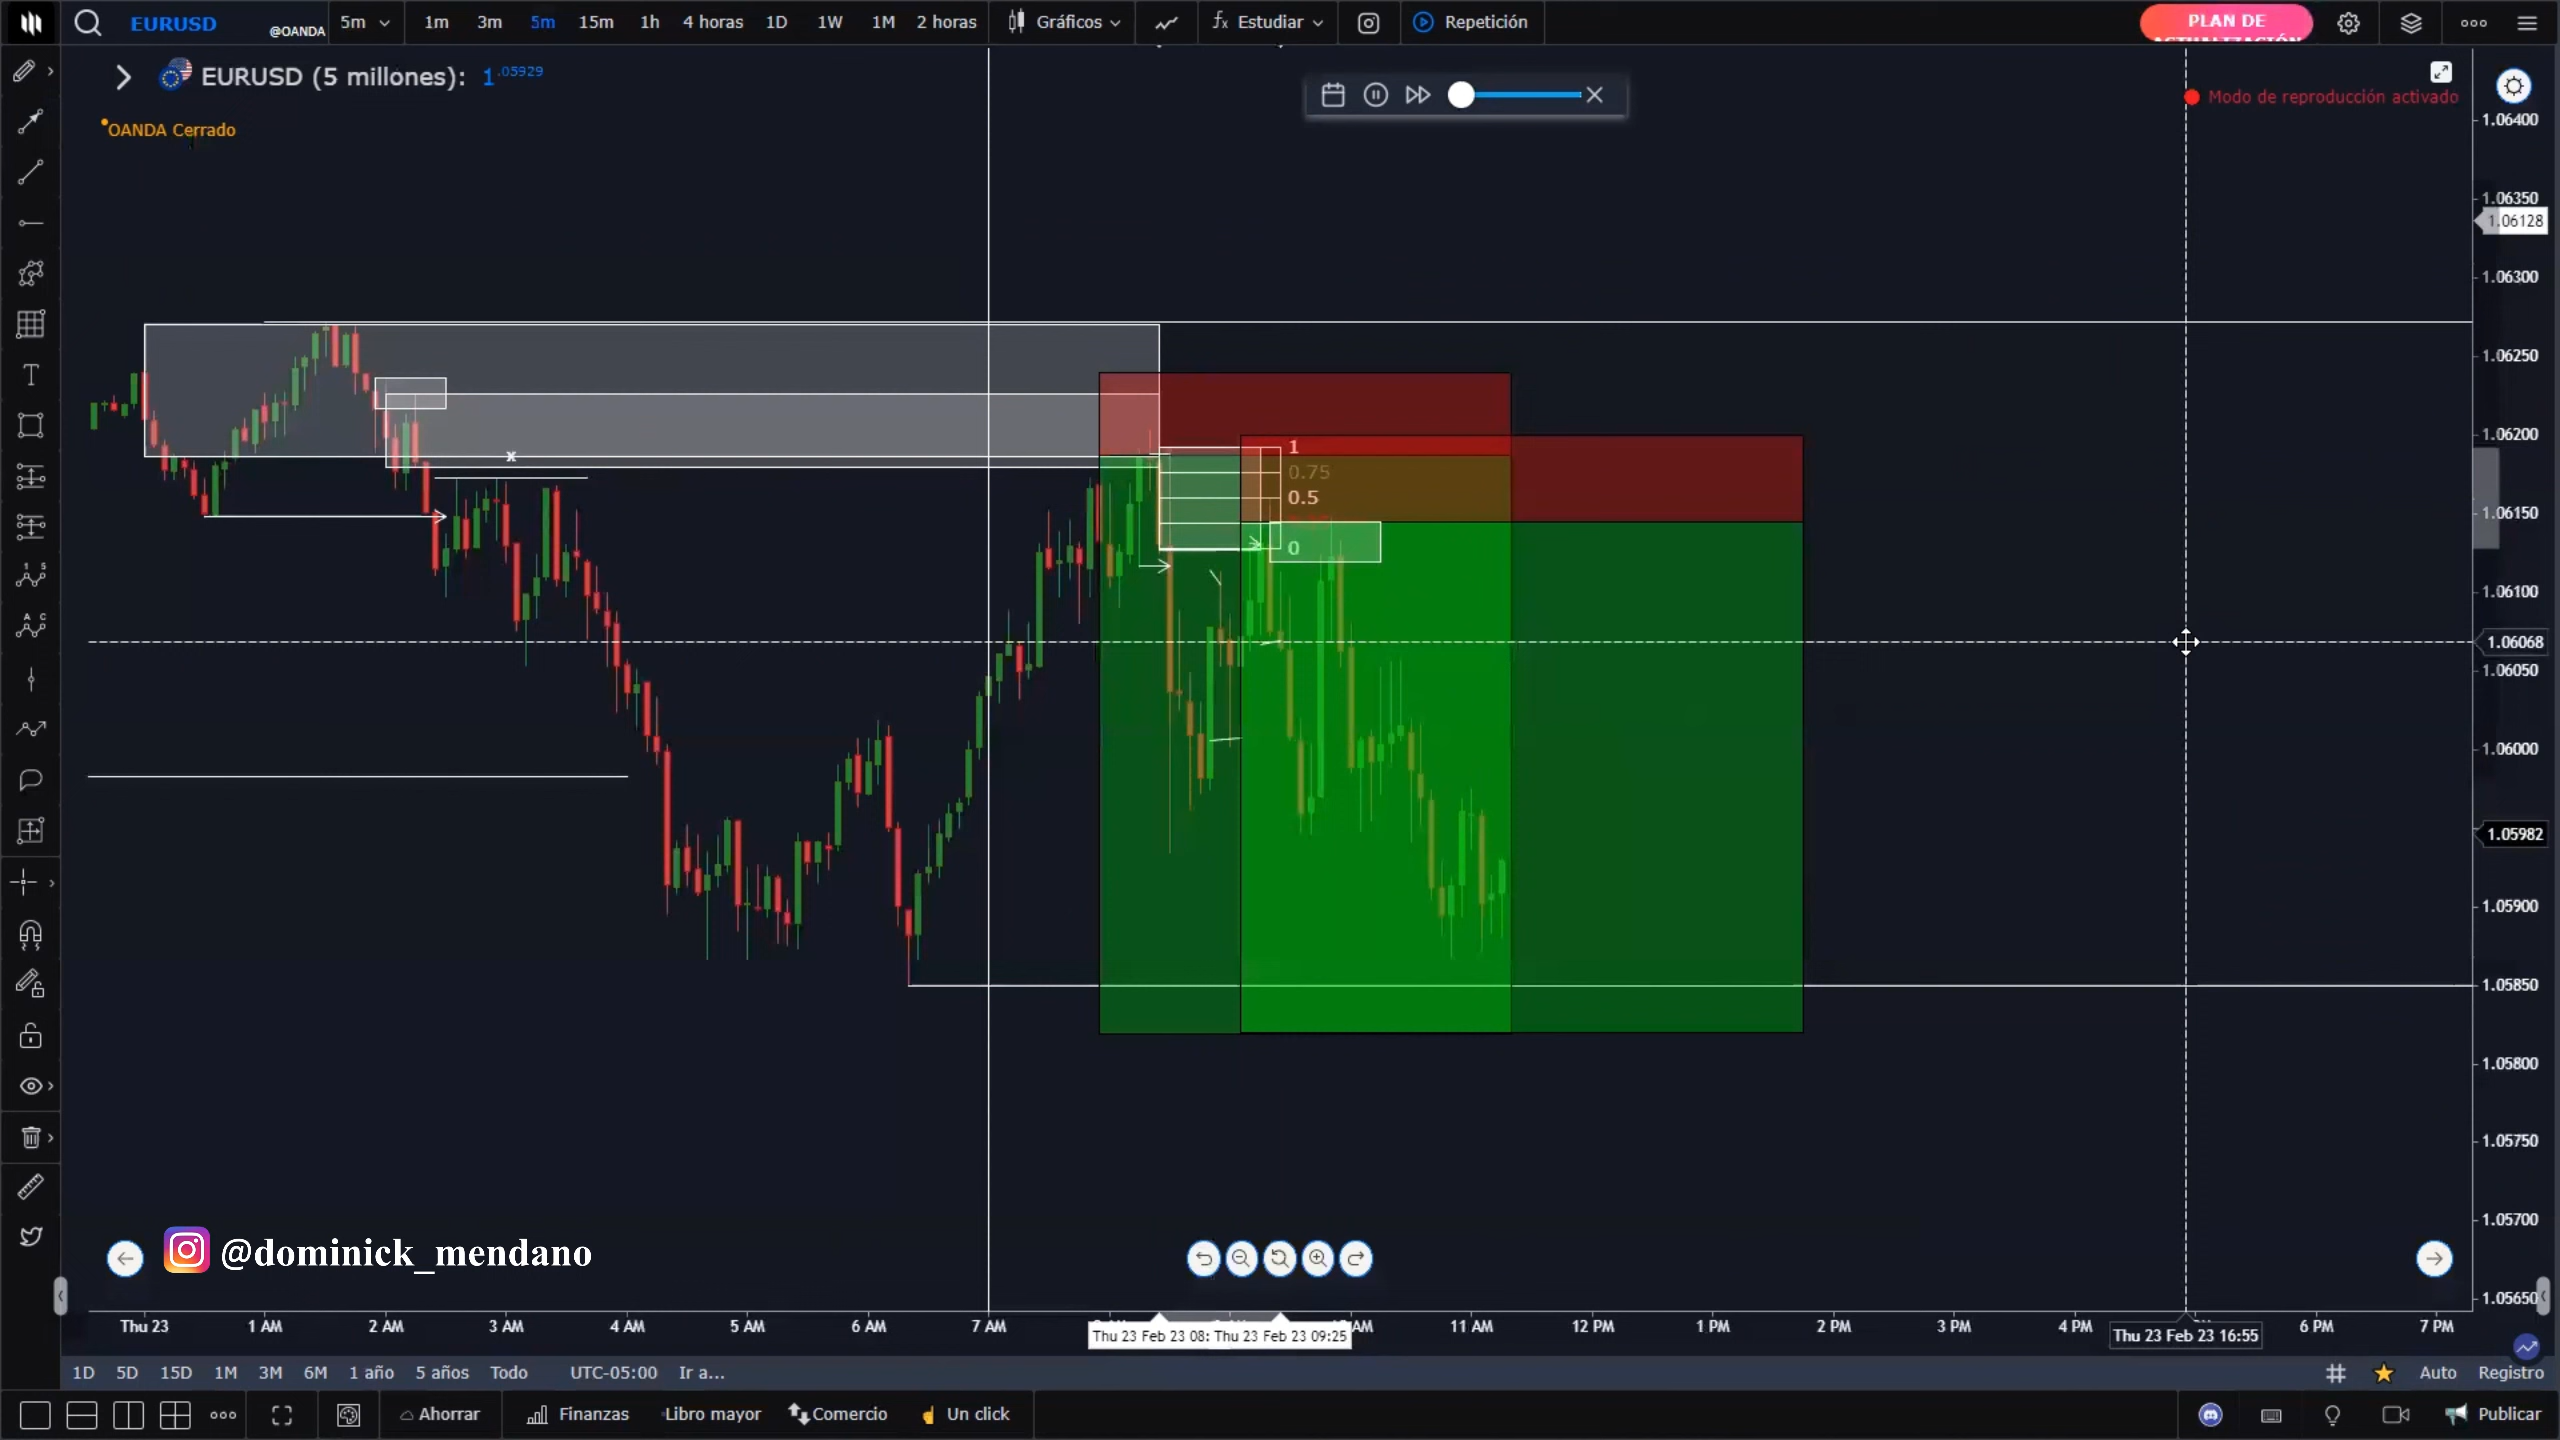 EURUSD @OANDA 5m 1m 3m 5m 15m 1h 4 horas 1D 1W 1M 2 horas Gráficos fx Estudiar Repetición PLAN DE
EURUSD (5 millones): 1.05929
Modo de reproducción activado
OANDA Cerrado
1.06400
1.06350
1.06128
1.06300
1.06250
1.06200
1.06150
1.06100
1.06068
1.06050
1.06000
1.05982
1.05900
1.05850
1.05800
1.05750
1.05700
1.05650
1
0.75
0.5
0
x
@dominick_mendano
Thu 23 1 AM 2 AM 3 AM 4 AM 5 AM 6 AM 7 AM 11 AM 12 PM 1 PM 2 PM 3 PM 4 PM 6 PM 7 PM
Thu 23 Feb 23 08: Thu 23 Feb 23 09:25 Thu 23 Feb 23 16:55
1D 5D 15D 1M 3M 6M 1 año 5 años Todo UTC-05:00 Ir a... Auto Registro
Ahorrar Finanzas Libro mayor Comercio Un click Publicar